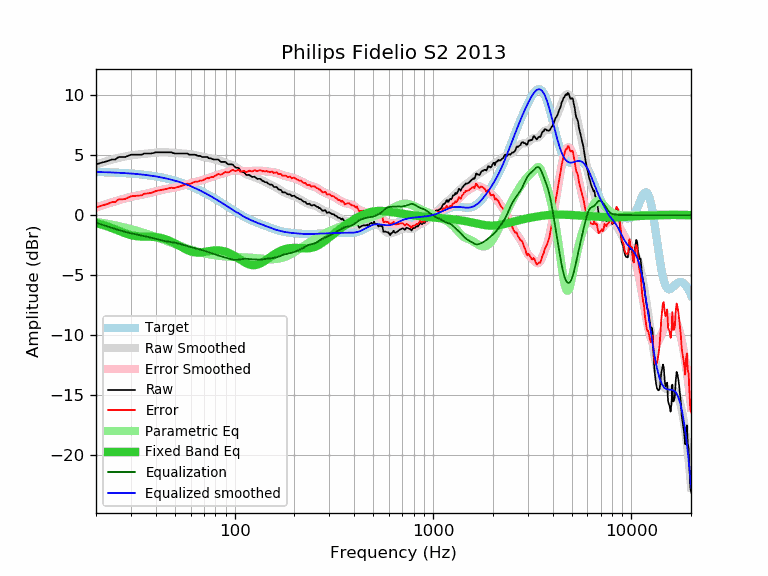 Philips Fidelio S2 2013
Amplitude (dBr)
10
5
0
−5
−10
−15
−20
Target
Raw Smoothed
Error Smoothed
Raw
Error
Parametric Eq
Fixed Band Eq
Equalization
Equalized smoothed
100
1000
10000
Frequency (Hz)